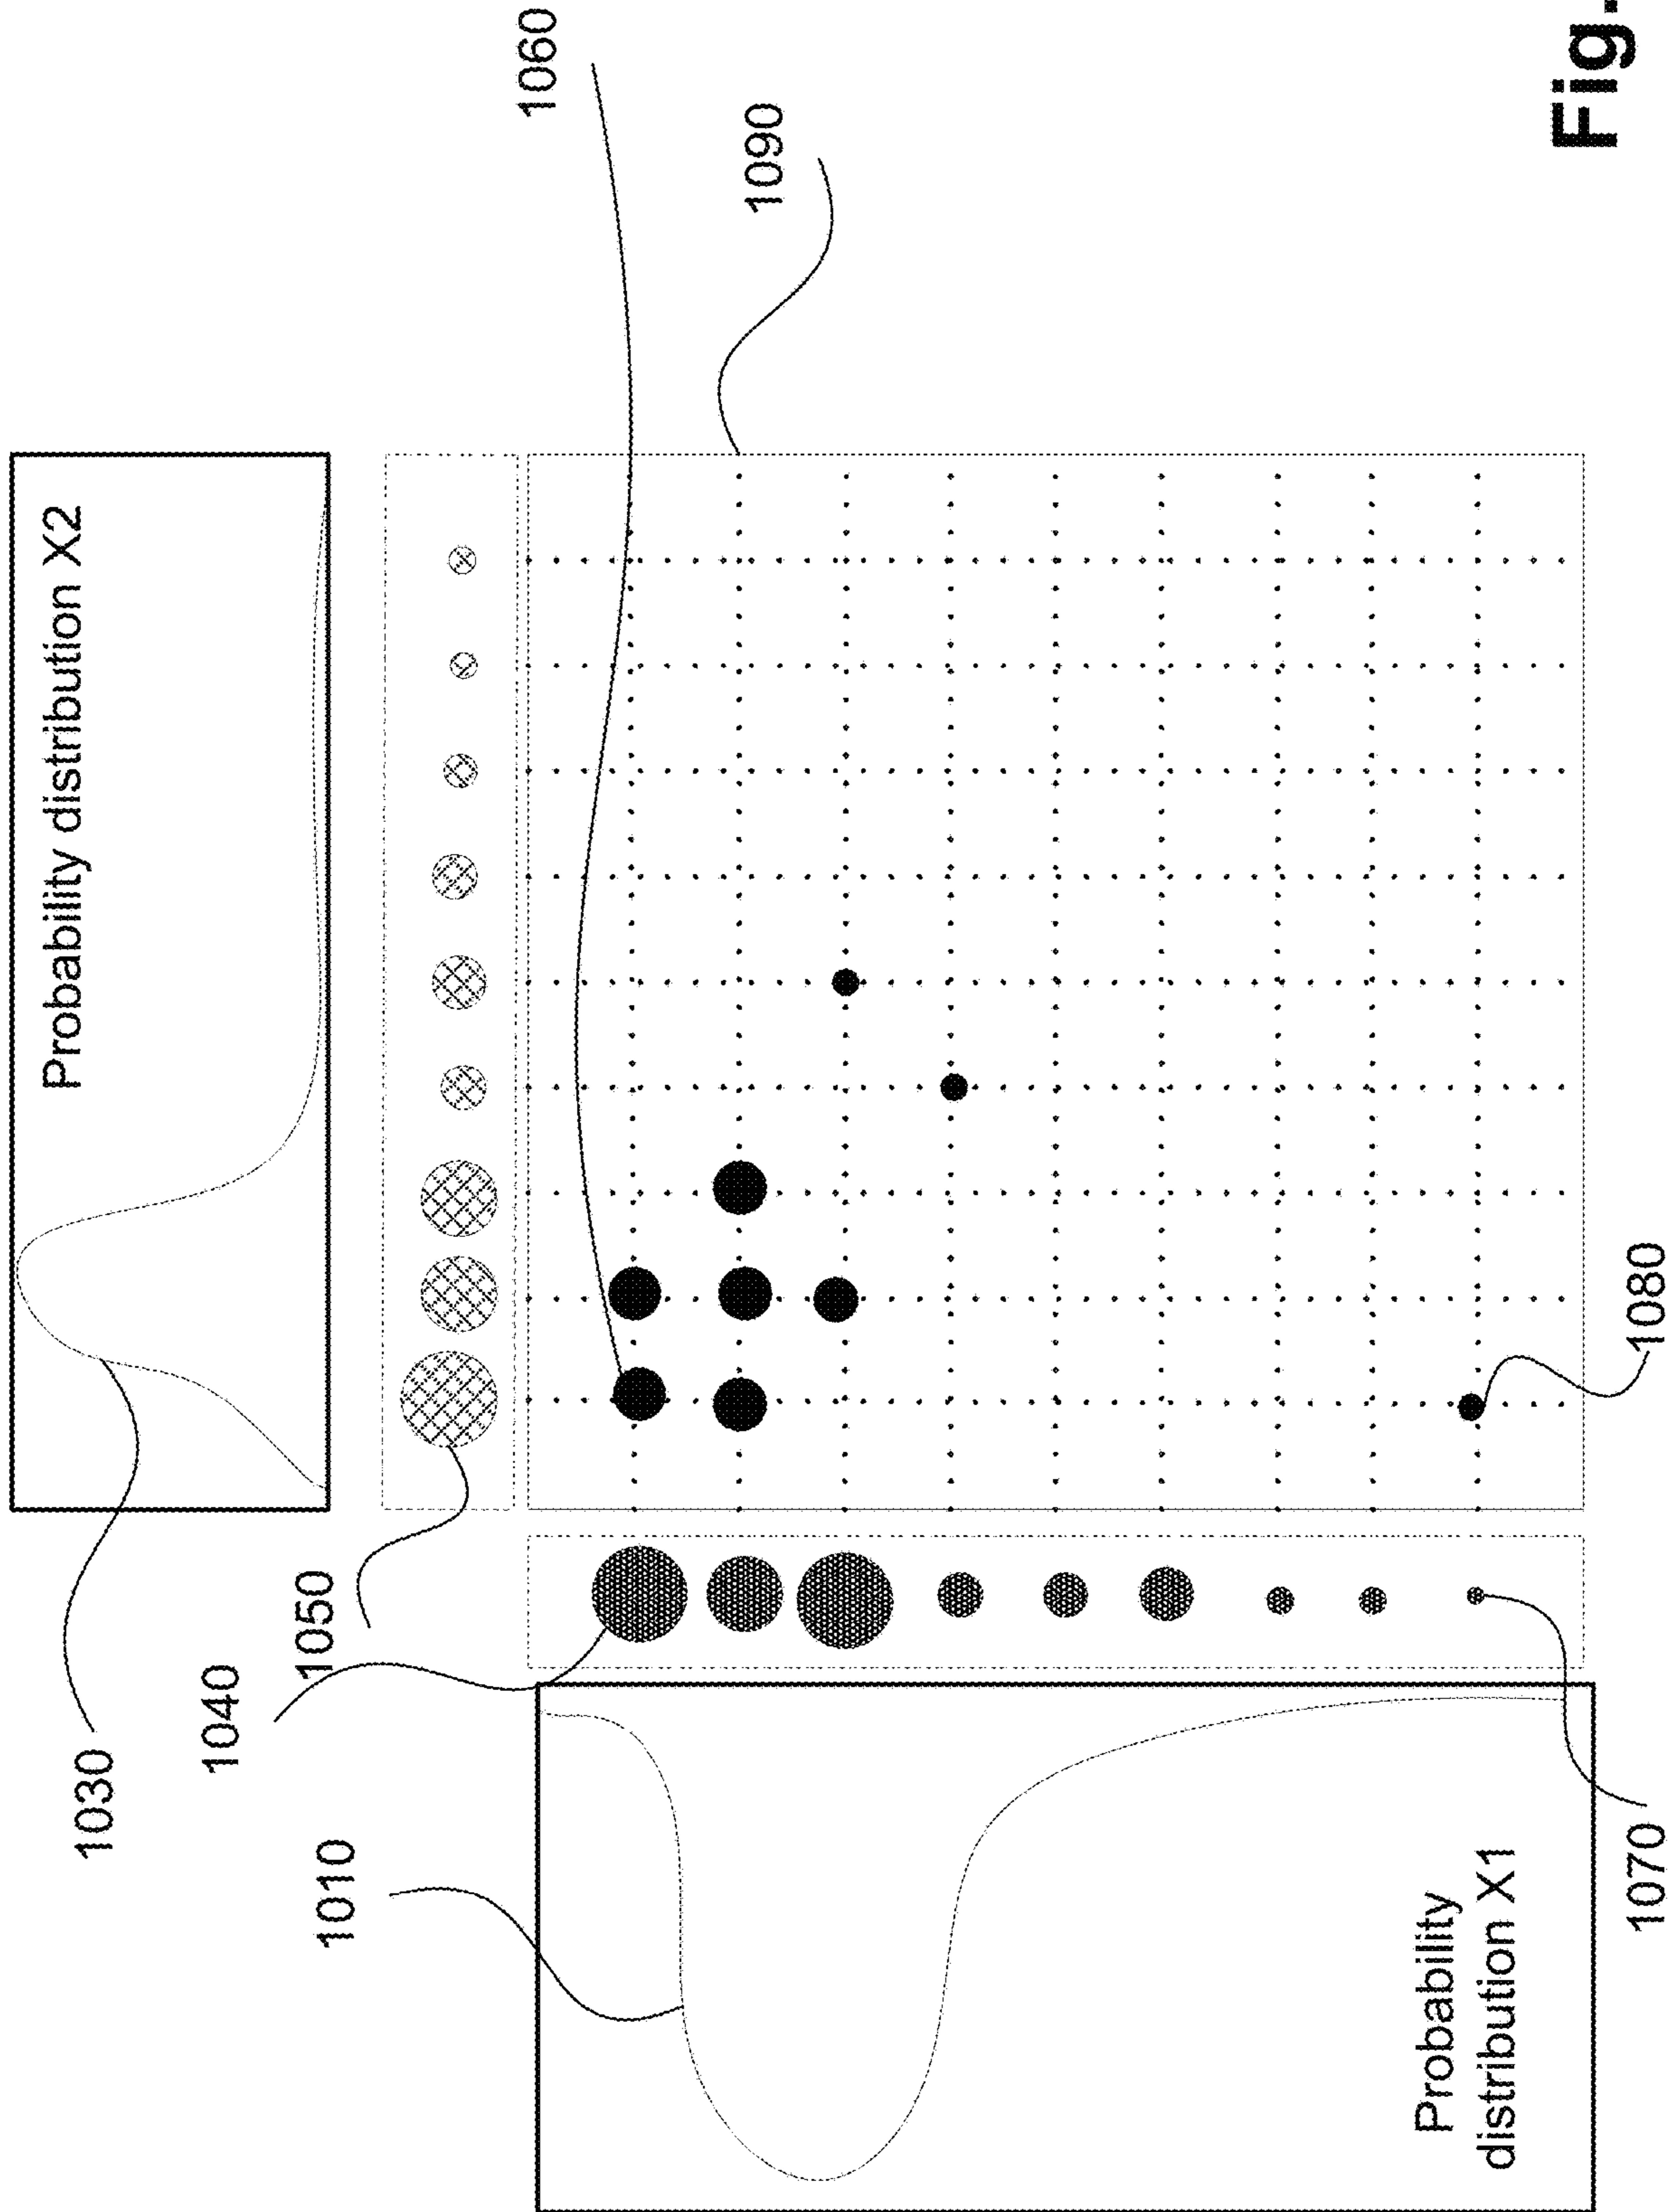 Probability distribution X2
1030
1040
1050
1010
1060
1090
Probability
distribution X1
Fig.
1070
1080